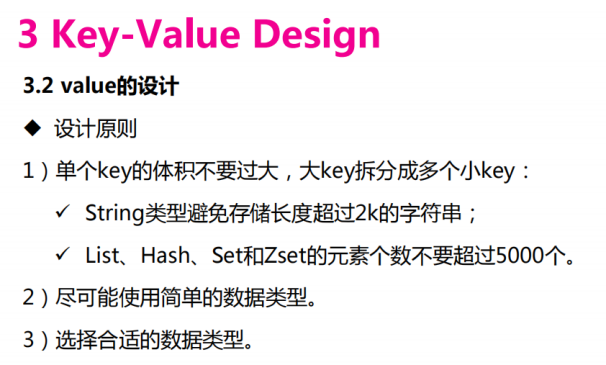 3 Key-Value Design
3.2 value的设计
◆ 设计原则
1）单个key的体积不要过大，大key拆分成多个小key：
✓ String类型避免存储长度超过2k的字符串；
✓ List、Hash、Set和Zset的元素个数不要超过5000个。
2）尽可能使用简单的数据类型。
3）选择合适的数据类型。